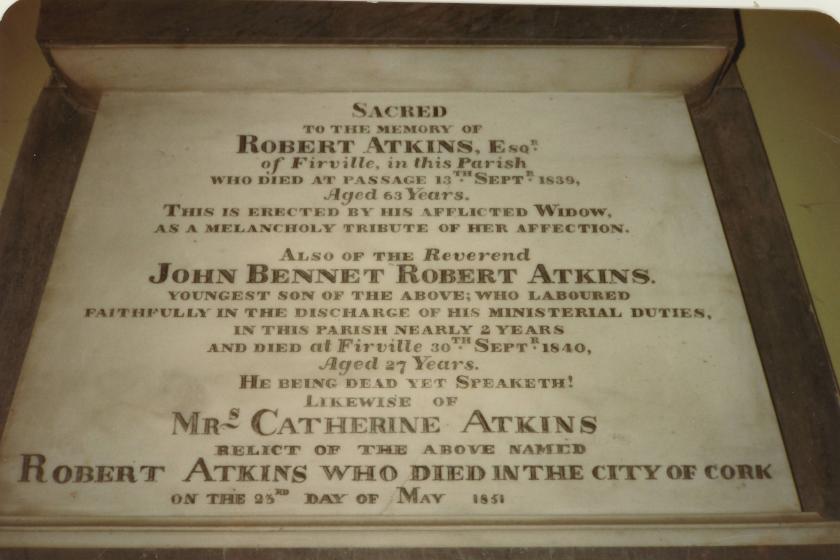 SACRED
TO THE MEMORY OF
ROBERT ATKINS, ESQR.
of Firville, in this Parish
WHO DIED AT PASSAGE 13TH SEPTR. 1839,
Aged 63 Years.
THIS IS ERECTED BY HIS AFFLICTED WIDOW,
AS A MELANCHOLY TRIBUTE OF HER AFFECTION.
ALSO OF THE Reverend
JOHN BENNET ROBERT ATKINS.
YOUNGEST SON OF THE ABOVE; WHO LABOURED
FAITHFULLY IN THE DISCHARGE OF HIS MINISTERIAL DUTIES,
IN THIS PARISH NEARLY 2 YEARS
AND DIED at Firville 30TH SEPTR. 1840,
Aged 27 Years.
HE BEING DEAD YET SPEAKETH!
LIKEWISE OF
MRS CATHERINE ATKINS
RELICT OF THE ABOVE NAMED
ROBERT ATKINS WHO DIED IN THE CITY OF CORK
ON THE 23RD DAY OF MAY 1851